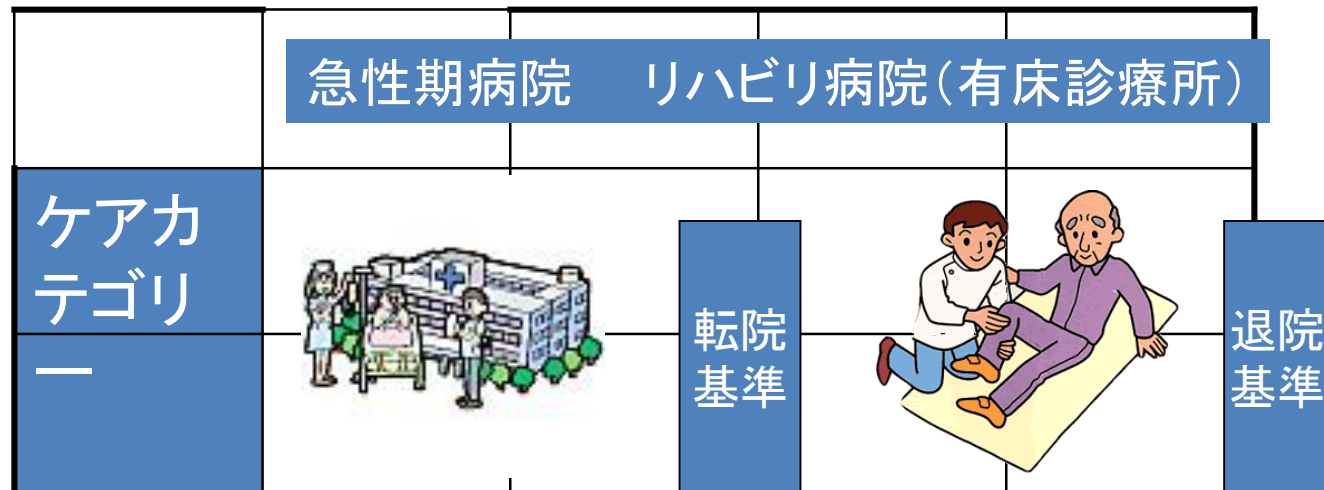 急性期病院　リハビリ病院（有床診療所）
ケアカ
テゴリ
ー
転院
基準
退院
基準